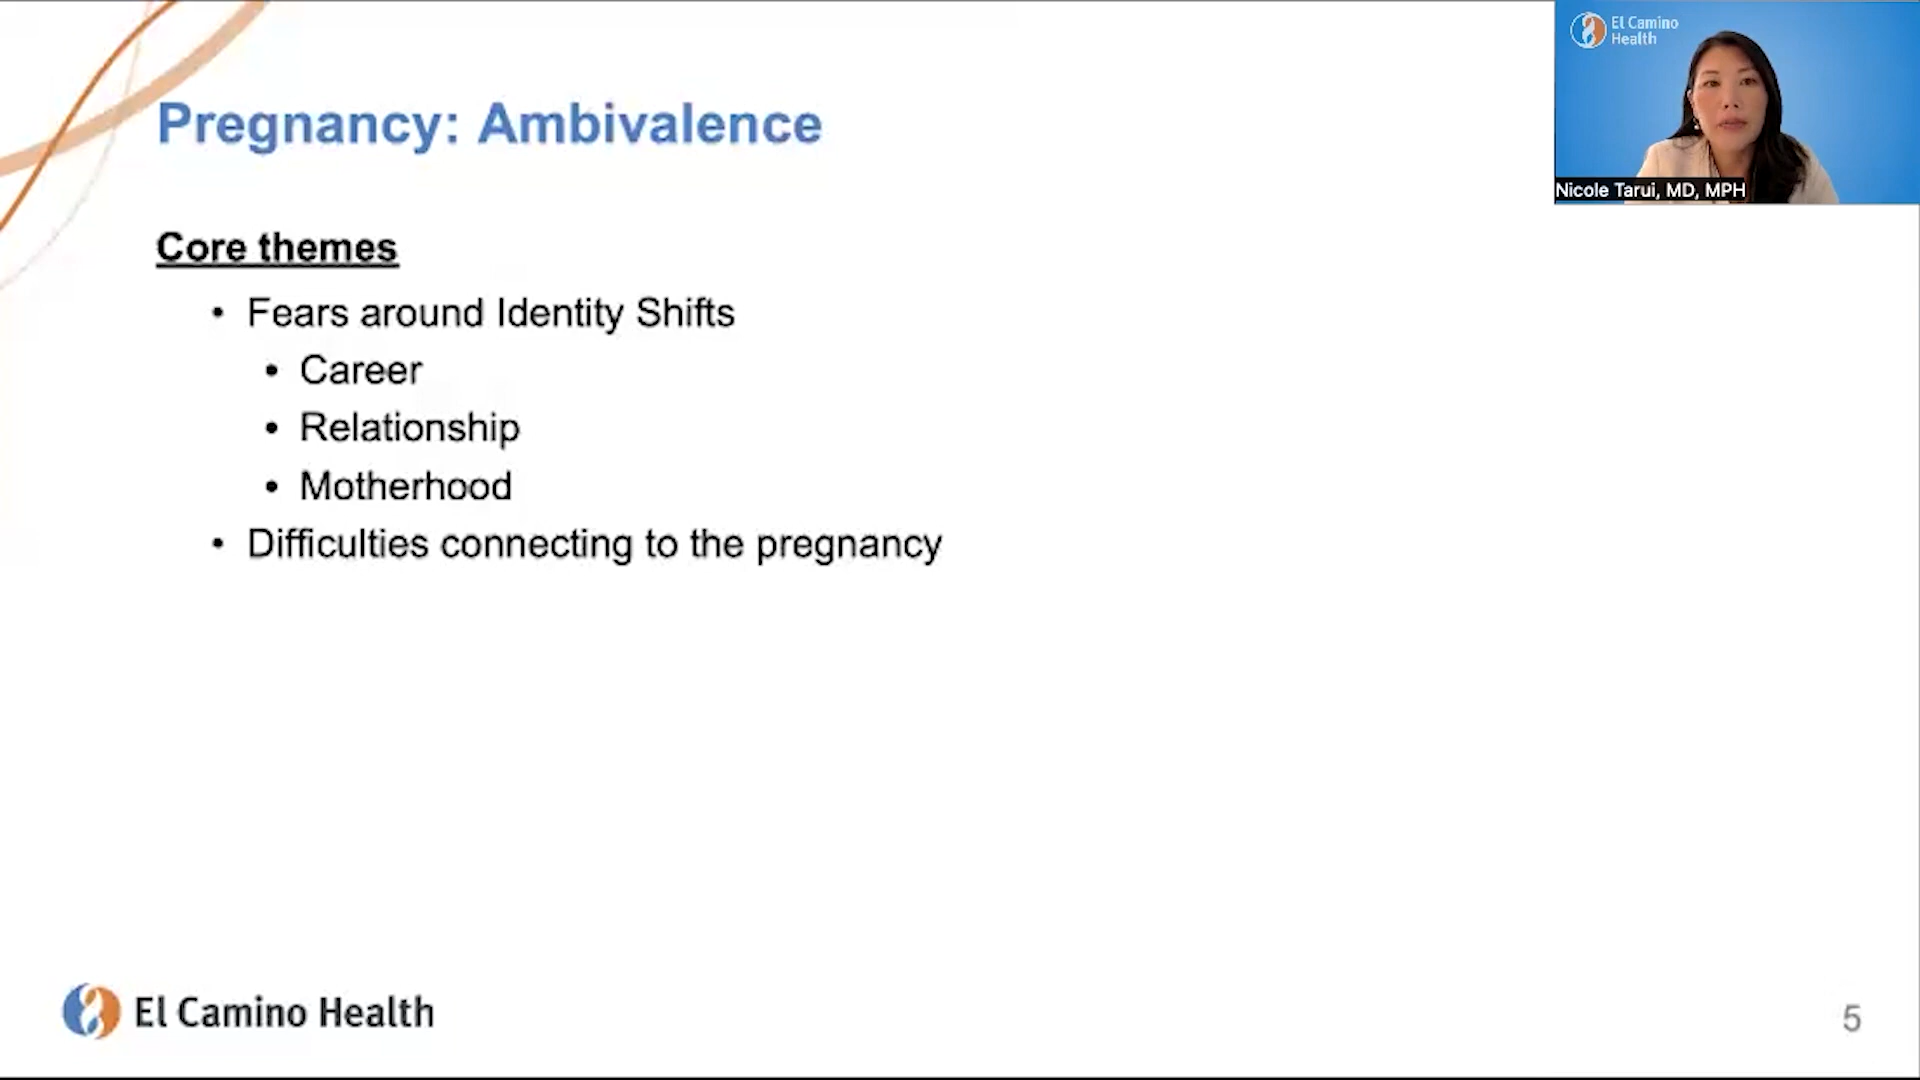 El Camino
Health
Nicole Tarui, MD, MPH
Pregnancy: Ambivalence
Core themes
• Fears around Identity Shifts
• Career
• Relationship
• Motherhood
• Difficulties connecting to the pregnancy
El Camino Health
5